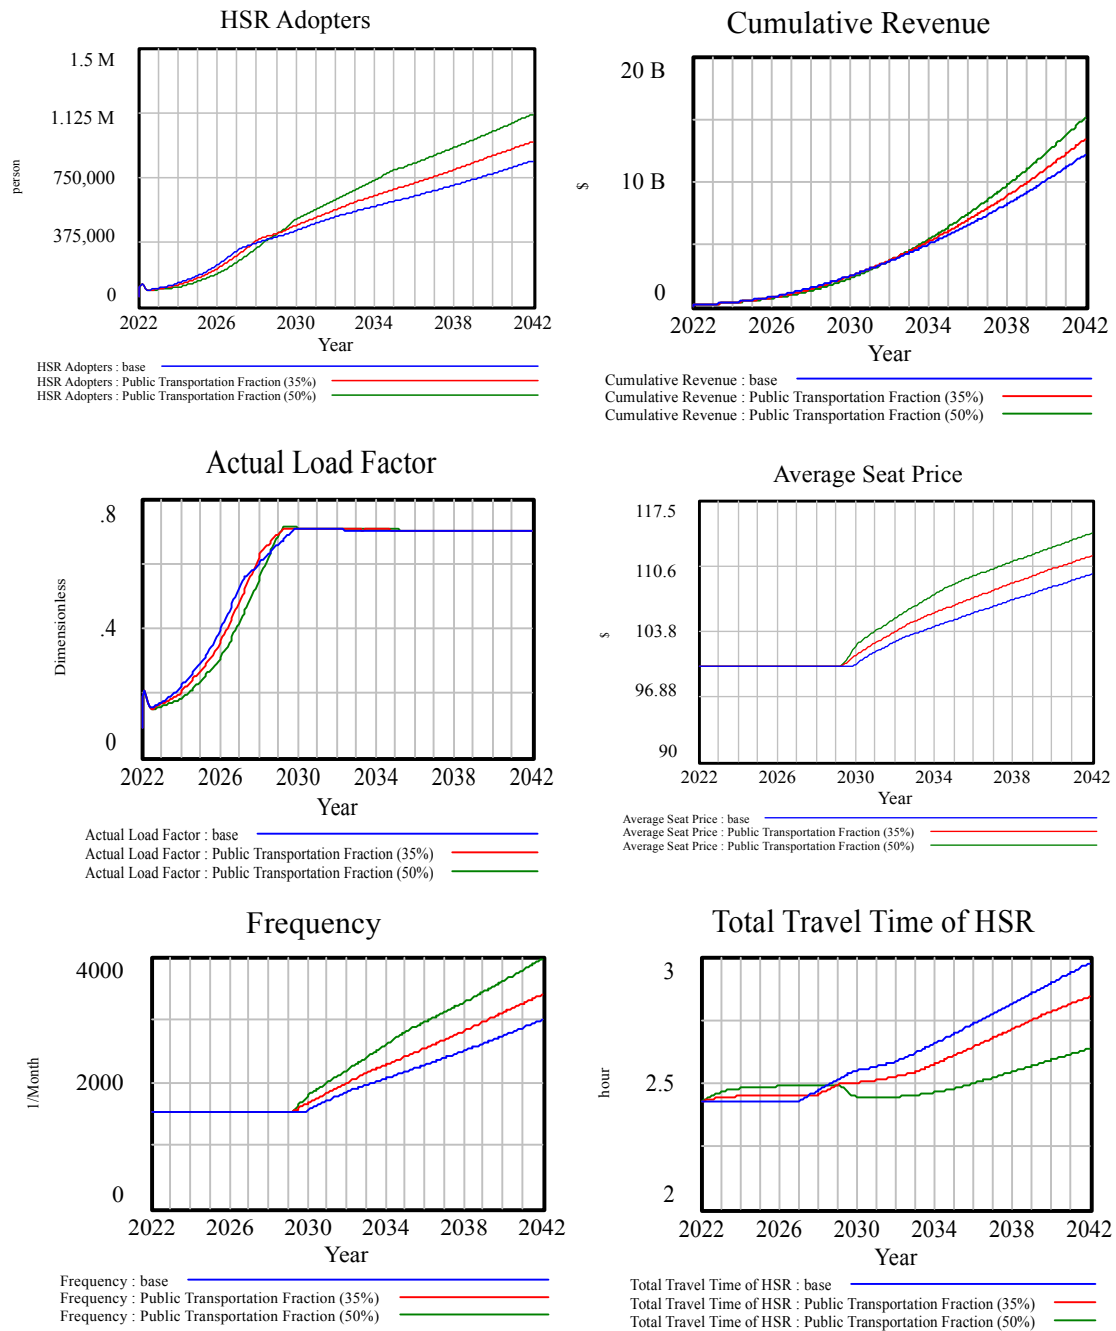 HSR Adopters
1.5 M
1.125 M
750,000
375,000
0
person
2022 2026 2030 2034 2038 2042
Year
HSR Adopters : base
HSR Adopters : Public Transportation Fraction (35%)
HSR Adopters : Public Transportation Fraction (50%)
Cumulative Revenue
20 B
10 B
0
$
2022 2026 2030 2034 2038 2042
Year
Cumulative Revenue : base
Cumulative Revenue : Public Transportation Fraction (35%)
Cumulative Revenue : Public Transportation Fraction (50%)
Actual Load Factor
.8
.4
0
Dimensionless
2022 2026 2030 2034 2038 2042
Year
Actual Load Factor : base
Actual Load Factor : Public Transportation Fraction (35%)
Actual Load Factor : Public Transportation Fraction (50%)
Average Seat Price
117.5
110.6
103.8
96.88
90
$
2022 2026 2030 2034 2038 2042
Year
Average Seat Price : base
Average Seat Price : Public Transportation Fraction (35%)
Average Seat Price : Public Transportation Fraction (50%)
Frequency
4000
2000
0
1/Month
2022 2026 2030 2034 2038 2042
Year
Frequency : base
Frequency : Public Transportation Fraction (35%)
Frequency : Public Transportation Fraction (50%)
Total Travel Time of HSR
3
2.5
2
hour
2022 2026 2030 2034 2038 2042
Year
Total Travel Time of HSR : base
Total Travel Time of HSR : Public Transportation Fraction (35%)
Total Travel Time of HSR : Public Transportation Fraction (50%)